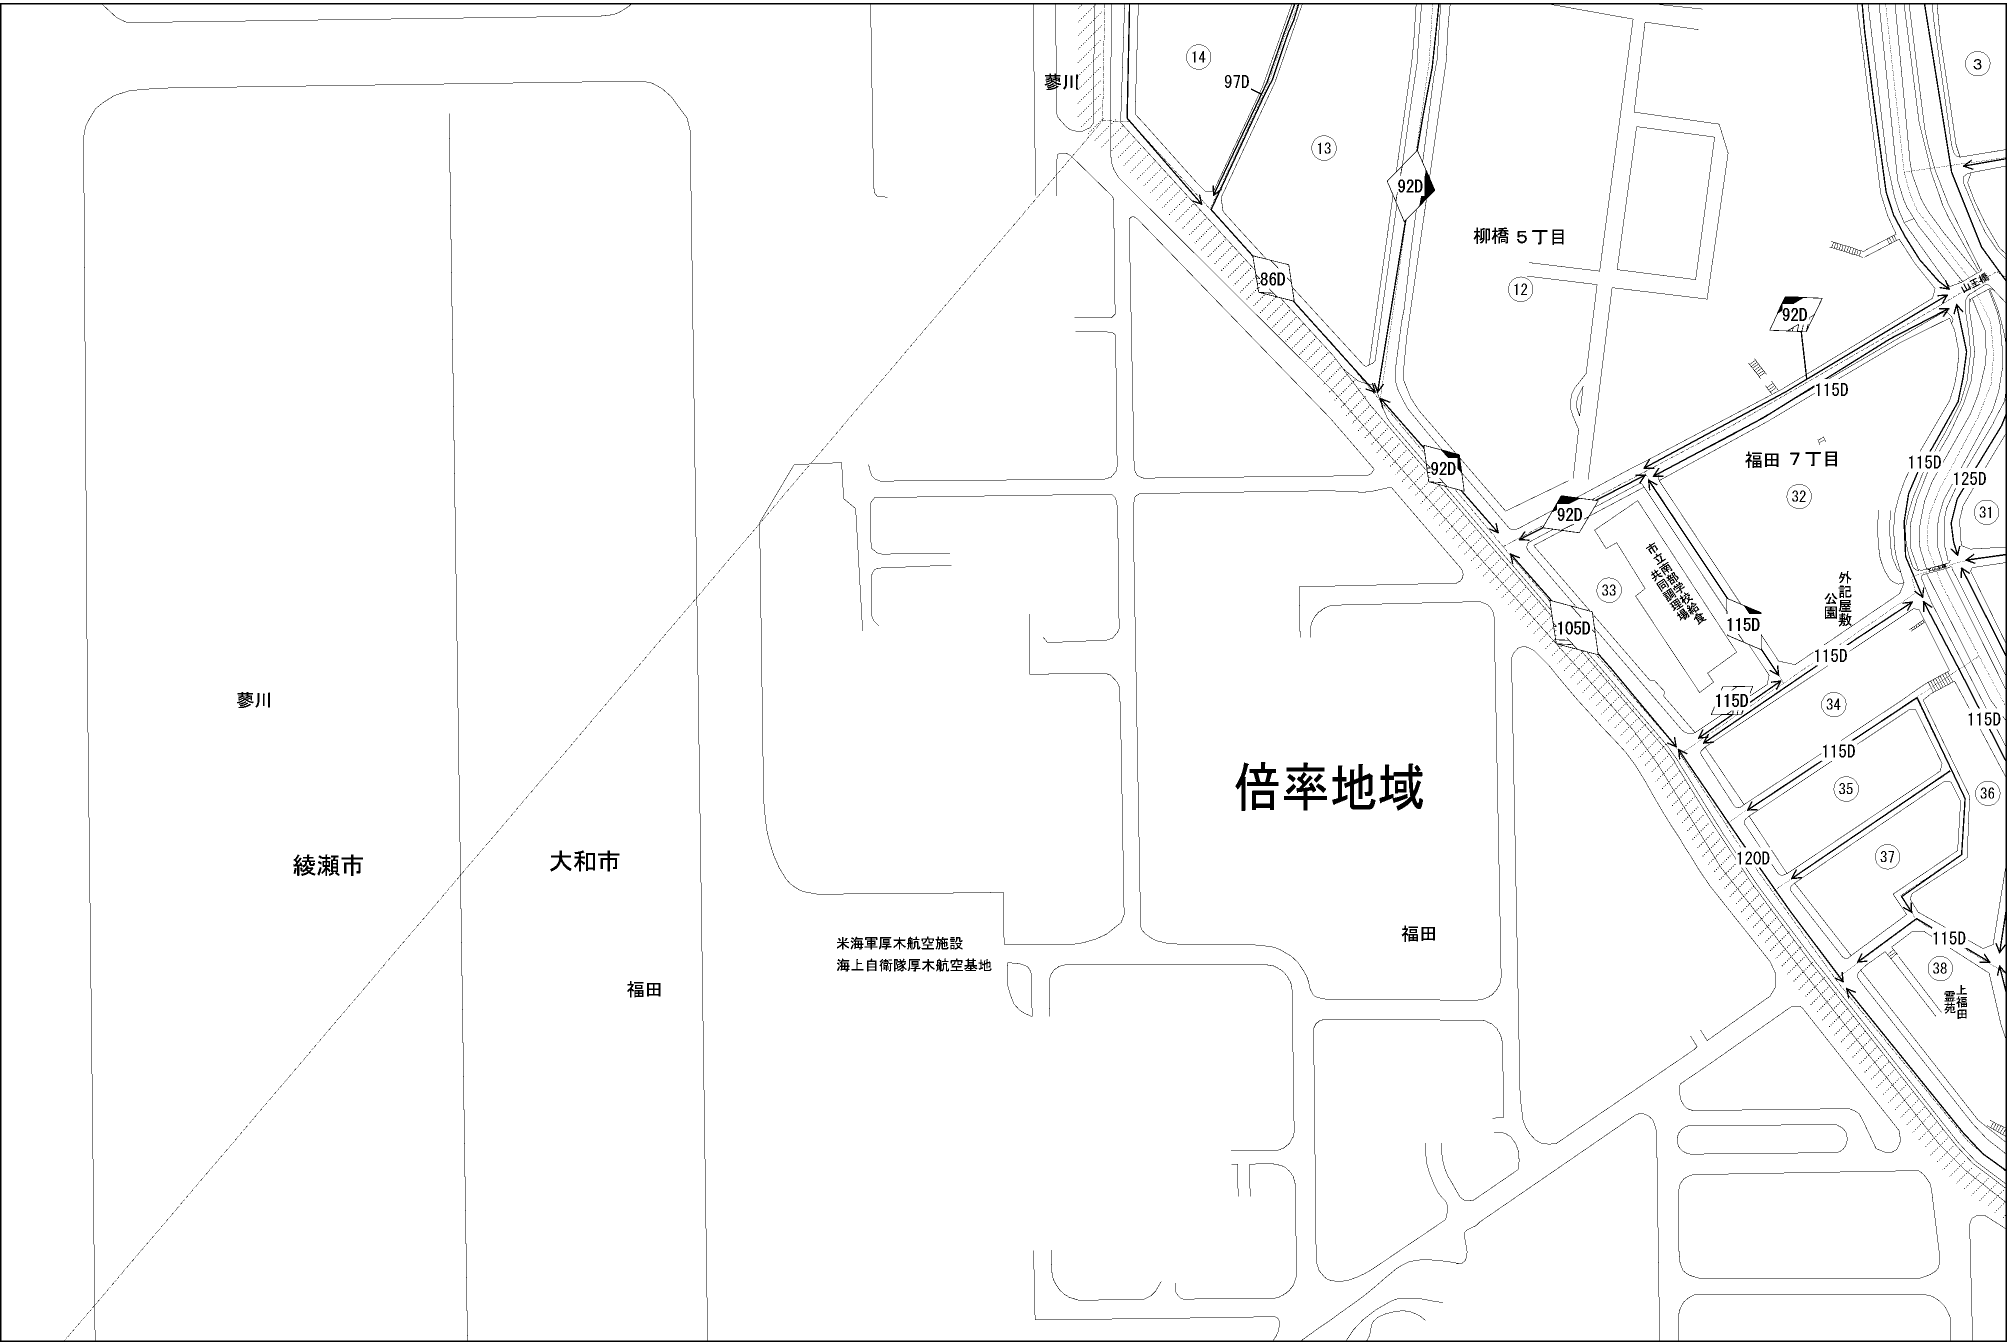 14
3
蓼川
97D
13
92D
柳橋 5丁目
86D
12
山王橋
92D
115D
福田 7丁目
115D
92D
125D
32
31
92D
市立南部学校給食
共同調理場
33
外記屋敷
公園
115D
105D
115D
115D
34
蓼川
115D
115D
35
36
倍率地域
120D
37
綾瀬市
大和市
福田
115D
米海軍厚木航空施設
海上自衛隊厚木航空基地
38
福田
上福田
霊苑